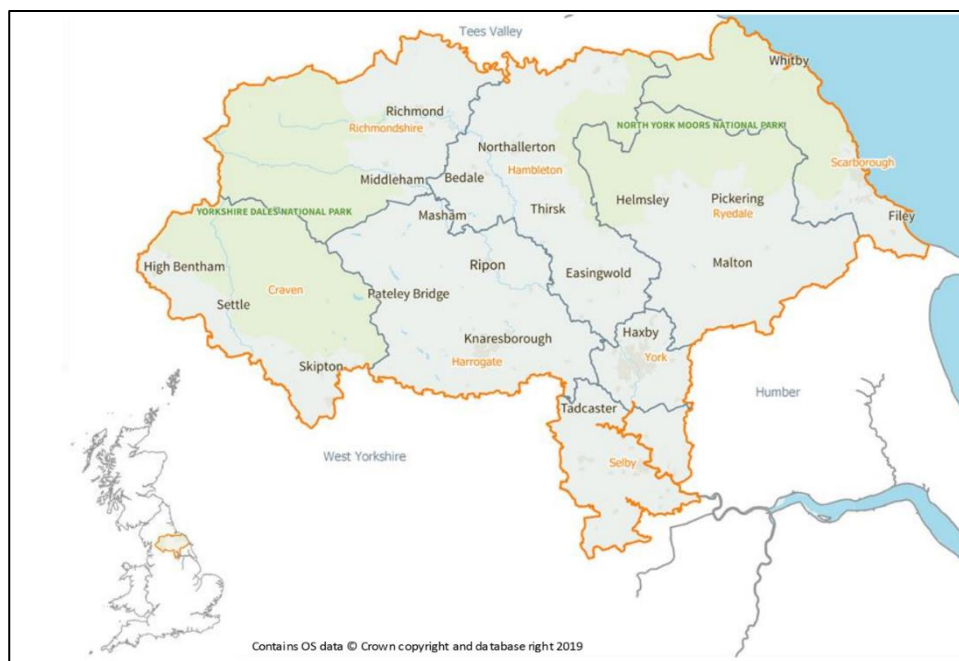 Tees Valley
Whitby
Richmond
NORTH YORK MOORS NATIONAL PARK
Richmondshire
Northallerton
Scarborough
Hambleton
Middleham
Bedale
Helmsley
Pickering
YORKSHIRE DALES NATIONAL PARK
Masham
Thirsk
Ryedale
Filey
High Bentham
Ripon
Easingwold
Malton
Craven
Pateley Bridge
Settle
Knaresborough
Haxby
Skipton
Harrogate
York
Tadcaster
Humber
West Yorkshire
Selby
Contains OS data © Crown copyright and database right 2019